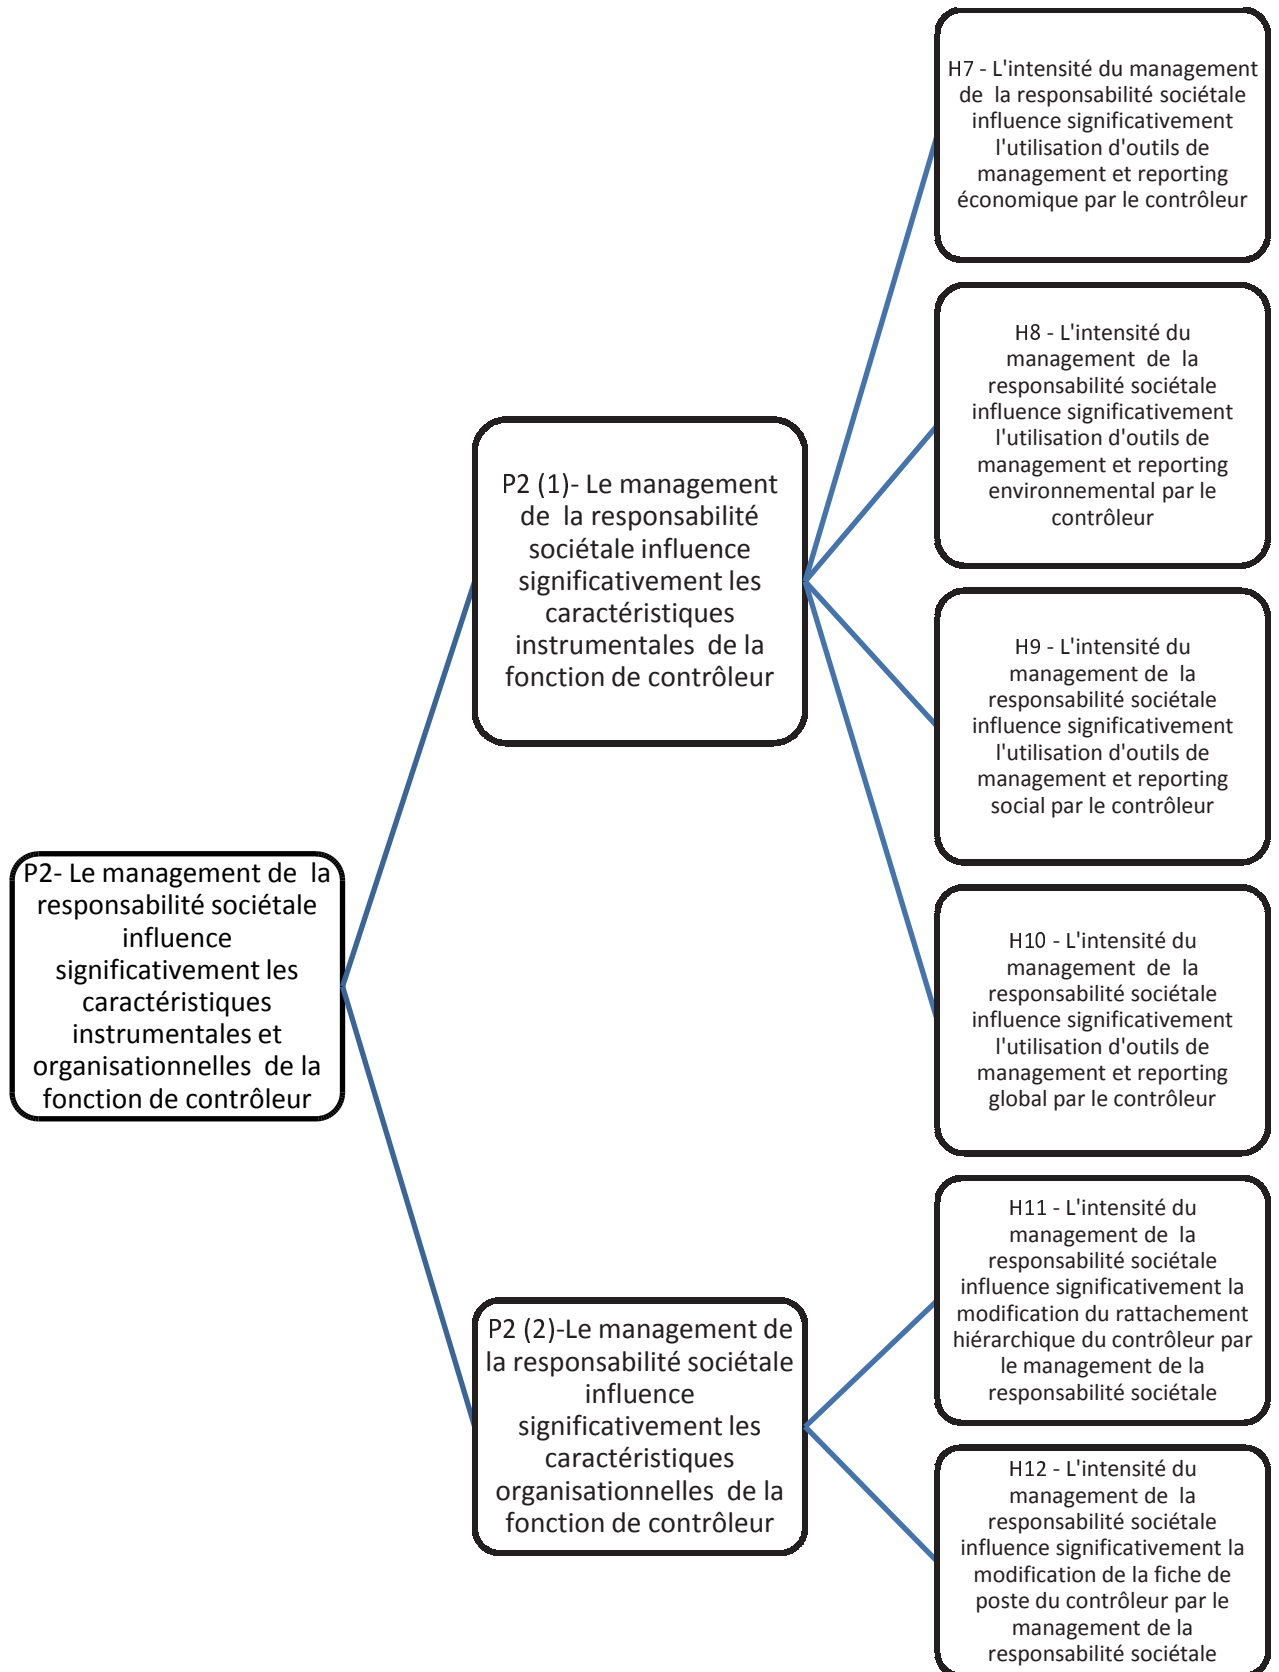 P2- Le management de la
responsabilité sociétale
influence
significativement les
caractéristiques
instrumentales et
organisationnelles de la
fonction de contrôleur
P2 (1)- Le management
de la responsabilité
sociétale influence
significativement les
caractéristiques
instrumentales de la
fonction de contrôleur
H7 - L'intensité du management
de la responsabilité sociétale
influence significativement
l'utilisation d'outils de
management et reporting
économique par le contrôleur
H8 - L'intensité du
management de la
responsabilité sociétale
influence significativement
l'utilisation d'outils de
management et reporting
environnemental par le
contrôleur
H9 - L'intensité du
management de la
responsabilité sociétale
influence significativement
l'utilisation d'outils de
management et reporting
social par le contrôleur
H10 - L'intensité du
management de la
responsabilité sociétale
influence significativement
l'utilisation d'outils de
management et reporting
global par le contrôleur
P2 (2)-Le management de
la responsabilité sociétale
influence
significativement les
caractéristiques
organisationnelles de la
fonction de contrôleur
H11 - L'intensité du
management de la
responsabilité sociétale
influence significativement la
modification du rattachement
hiérarchique du contrôleur par
le management de la
responsabilité sociétale
H12 - L'intensité du
management de la
responsabilité sociétale
influence significativement la
modification de la fiche de
poste du contrôleur par le
management de la
responsabilité sociétale